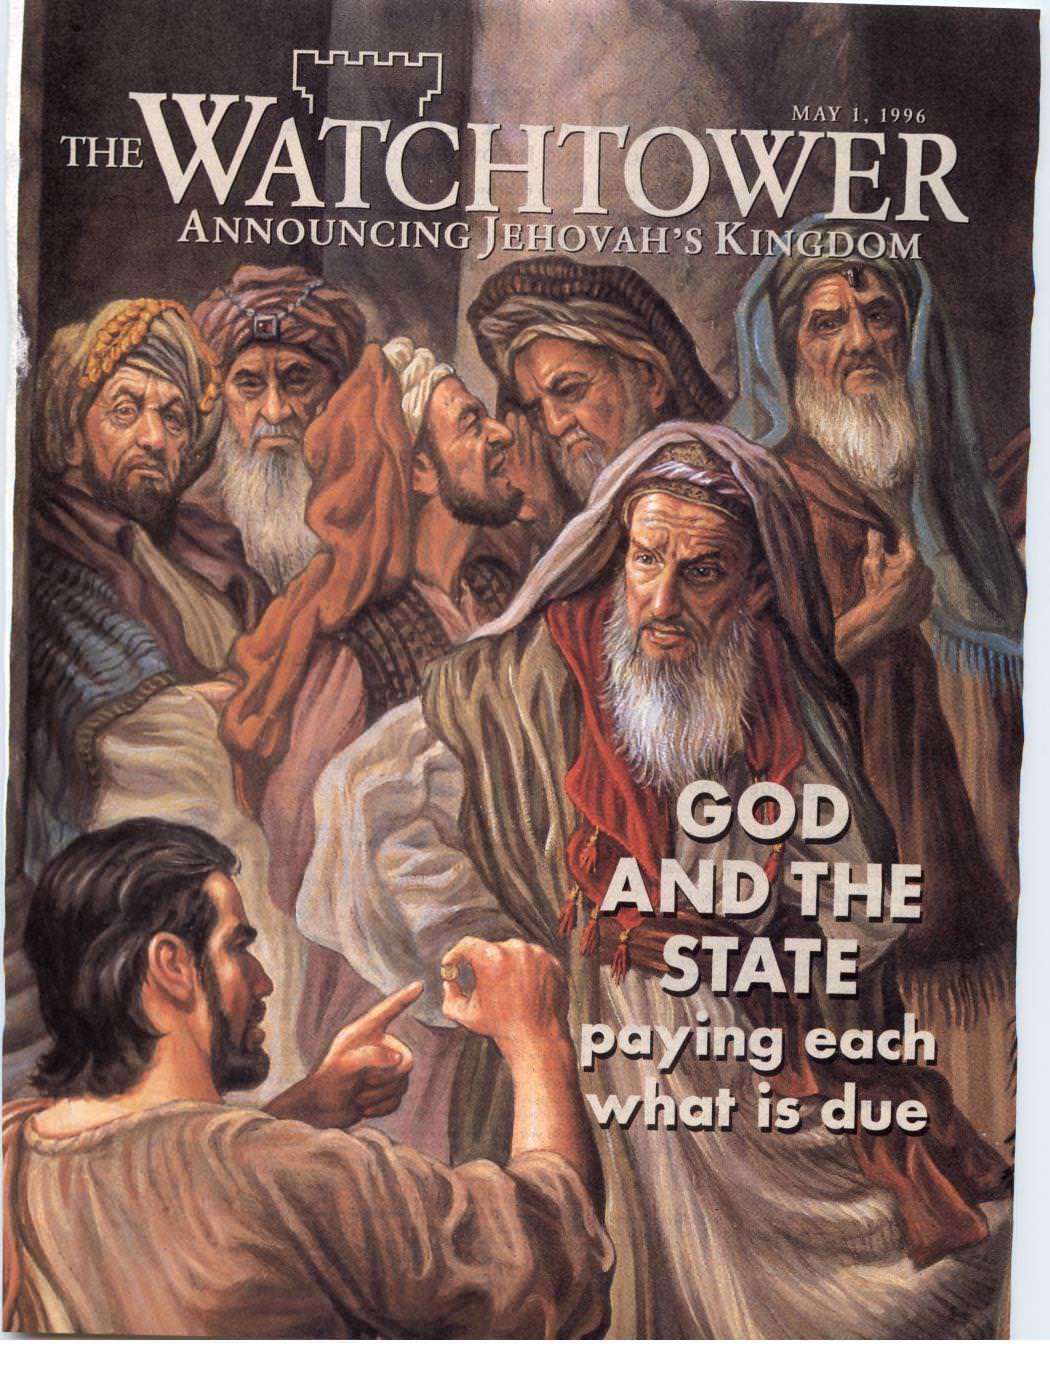 MAY 1, 1996
THE WATCHTOWER
ANNOUNCING JEHOVAH'S KINGDOM
GOD
AND THE
STATE
paying each
what is due